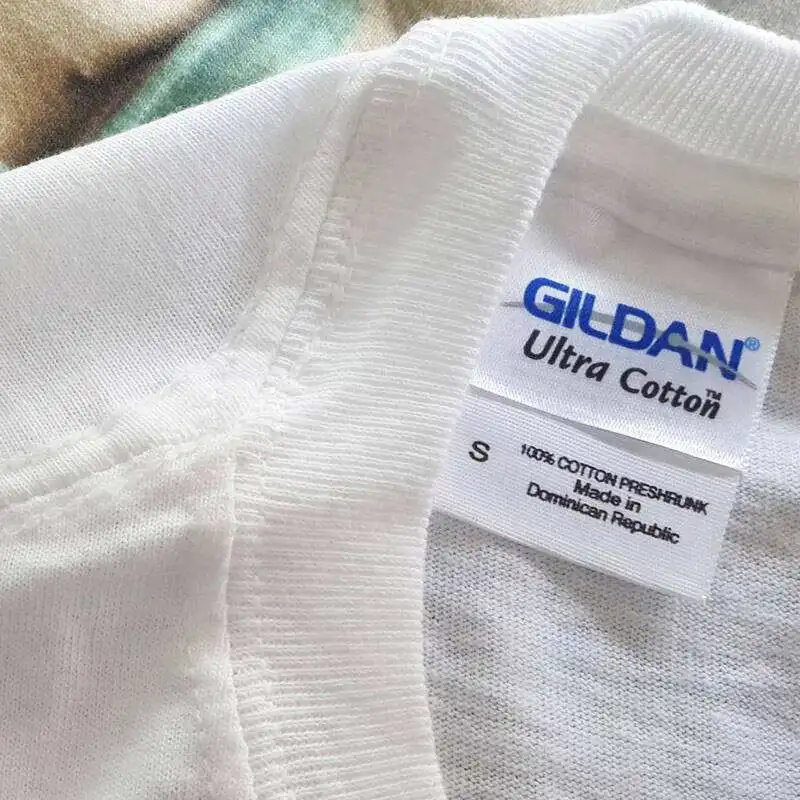 GILDAN®
Ultra Cotton™
S
100% COTTON PRESHRUNK
Made in
Dominican Republic